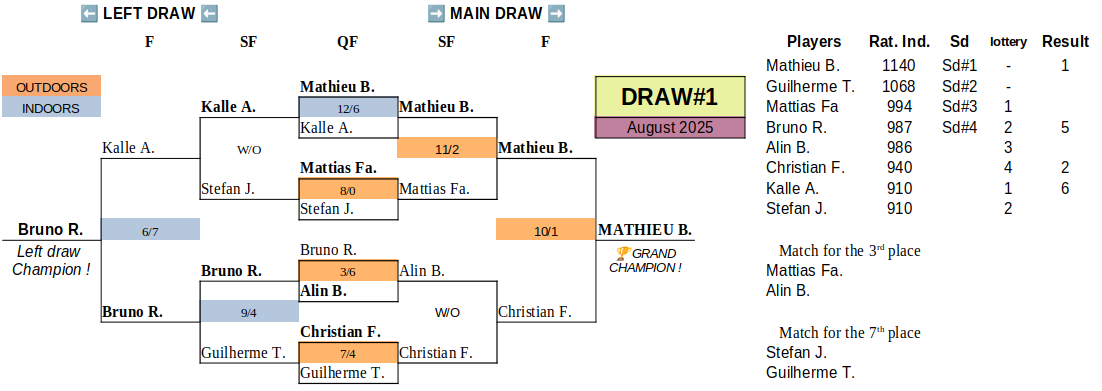 ⬅ LEFT DRAW ⬅ ➡ MAIN DRAW ➡
F SF QF SF F
Players Rat. Ind. Sd lottery Result
Mathieu B. 1140 Sd#1 - 1
Guilherme T. 1068 Sd#2 -
Mattias Fa 994 Sd#3 1
Bruno R. 987 Sd#4 2 5
Alin B. 986 3
Christian F. 940 4 2
Kalle A. 910 1 6
Stefan J. 910 2
Match for the 3rd place
Mattias Fa.
Alin B.
Match for the 7th place
Stefan J.
Guilherme T.
OUTDOORS
INDOORS
DRAW#1
August 2025
Mathieu B.
Kalle A. 12/6 Mathieu B.
Kalle A.
Kalle A. W/O 11/2 Mathieu B.
Mattias Fa.
Stefan J. 8/0 Mattias Fa.
Stefan J.
Bruno R. 6/7 10/1 MATHIEU B.
Left draw
Champion !
🏆GRAND
CHAMPION !
Bruno R.
Bruno R. 3/6 Alin B.
Alin B.
Bruno R. 9/4 W/O Christian F.
Christian F.
Guilherme T. 7/4 Christian F.
Guilherme T.